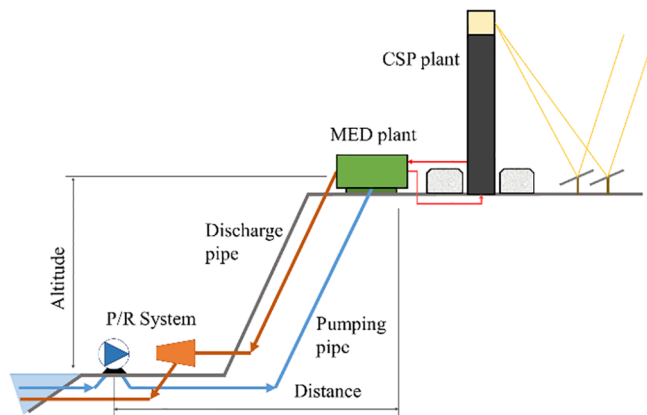 CSP plant
MED plant
Discharge
pipe
Altitude
P/R System
Pumping
pipe
Distance